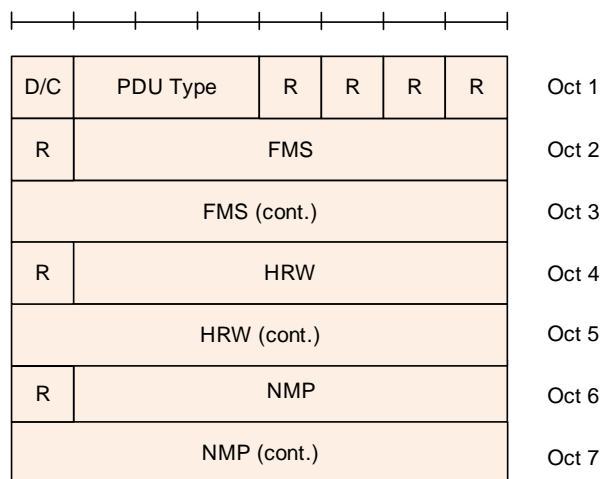 D/C PDU Type R R R R Oct 1
R FMS Oct 2
FMS (cont.) Oct 3
R HRW Oct 4
HRW (cont.) Oct 5
R NMP Oct 6
NMP (cont.) Oct 7